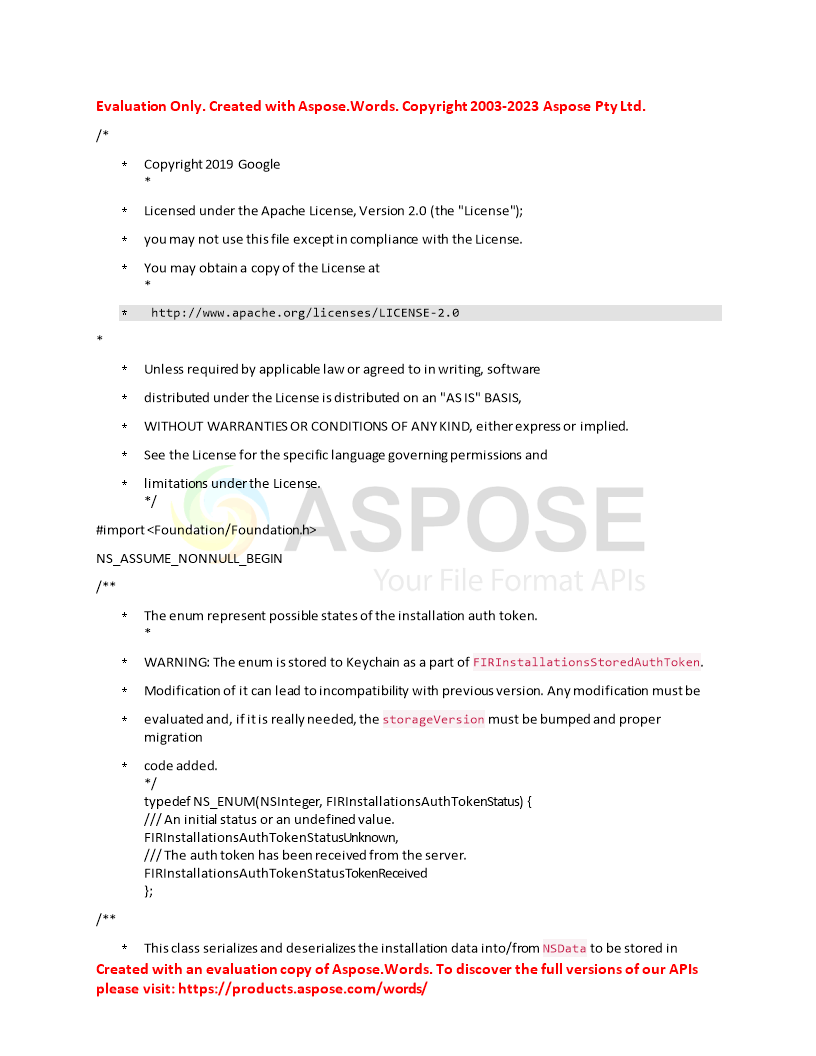 Evaluation Only. Created with Aspose.Words. Copyright 2003-2023 Aspose Pty Ltd.
/*
* Copyright 2019 Google
*
* Licensed under the Apache License, Version 2.0 (the "License");
* you may not use this file except in compliance with the License.
* You may obtain a copy of the License at
*
* http://www.apache.org/licenses/LICENSE-2.0
*
* Unless required by applicable law or agreed to in writing, software
* distributed under the License is distributed on an "AS IS" BASIS,
* WITHOUT WARRANTIES OR CONDITIONS OF ANY KIND, either express or implied.
* See the License for the specific language governing permissions and
* limitations under the License.
*/
ASPOSE
#import <Foundation/Foundation.h>
NS_ASSUME_NONNULL_BEGIN
Your File Format APIs
/**
* The enum represent possible states of the installation auth token.
*
* WARNING: The enum is stored to Keychain as a part of FIRInstallationsStoredAuthToken.
* Modification of it can lead to incompatibility with previous version. Any modification must be
* evaluated and, if it is really needed, the storageVersion must be bumped and proper
migration
* code added.
*/
typedef NS_ENUM(NSInteger, FIRInstallationsAuthTokenStatus) {
/// An initial status or an undefined value.
FIRInstallationsAuthTokenStatusUnknown,
/// The auth token has been received from the server.
FIRInstallationsAuthTokenStatusTokenReceived
};
/**
* This class serializes and deserializes the installation data into/from NSData to be stored in
Created with an evaluation copy of Aspose.Words. To discover the full versions of our APIs
please visit: https://products.aspose.com/words/